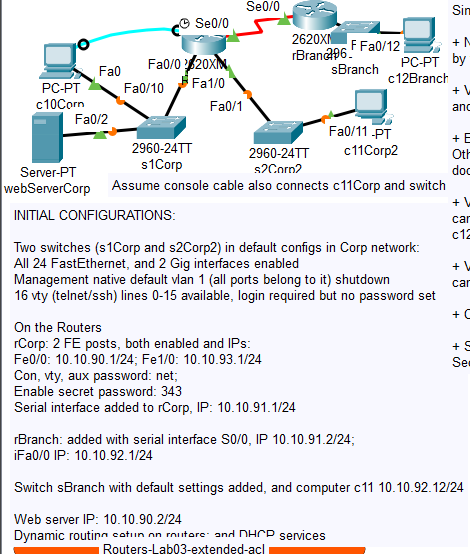 Se0/0
Se0/0
2620XM
rBranch
296
sBranch
Fa0/12
PC-PT
c12Branch
Fa0/0
2620XM
Fa1/0
PC-PT
c10Corp
Fa0
Fa0/10
Fa0/1
Fa0/2
2960-24TT
s1Corp
Fa0/11
-PT
c11Corp2
Server-PT
webServerCorp
2960-24TT
s2Corp2
Assume console cable also connects c11Corp and switch
INITIAL CONFIGURATIONS:
Two switches (s1Corp and s2Corp2) in default configs in Corp network:
All 24 FastEthernet, and 2 Gig interfaces enabled
Management native default vlan 1 (all ports belong to it) shutdown
16 vty (telnet/ssh) lines 0-15 available, login required but no password set
On the Routers
rCorp: 2 FE posts, both enabled and IPs:
Fe0/0: 10.10.90.1/24; Fe1/0: 10.10.93.1/24
Con, vty, aux password: net;
Enable secret password: 343
Serial interface added to rCorp, IP: 10.10.91.1/24
rBranch: added with serial interface S0/0, IP 10.10.91.2/24;
iFa0/0 IP: 10.10.92.1/24
Switch sBranch with default settings added, and computer c11 10.10.92.12/24
Web server IP: 10.10.90.2/24
Dynamic routing setup on routers; and DHCP services
Routers-Lab03-extended-acl